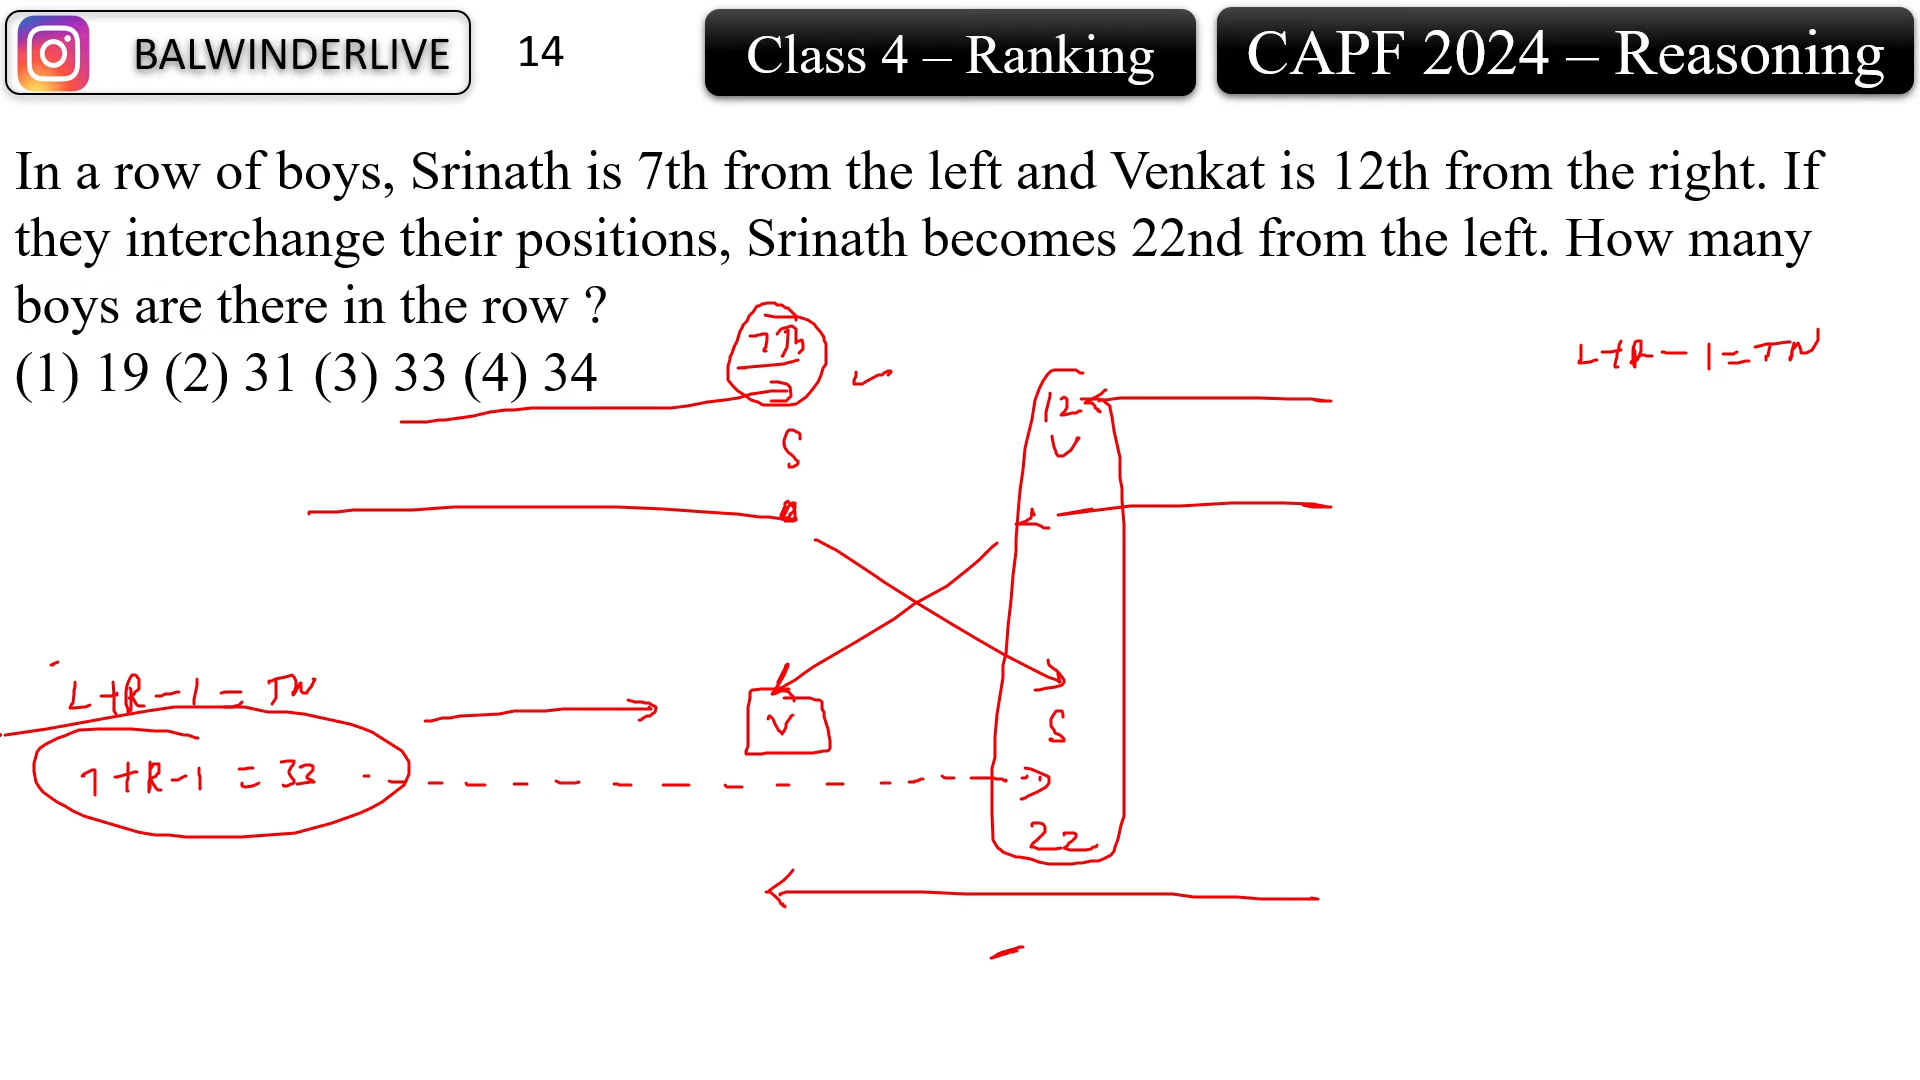 BALWINDERLIVE 14 Class 4 – Ranking CAPF 2024 – Reasoning
In a row of boys, Srinath is 7th from the left and Venkat is 12th from the right. If
they interchange their positions, Srinath becomes 22nd from the left. How many
boys are there in the row ?
(1) 19 (2) 31 (3) 33 (4) 34
7th
L+R-1=TN
12
V
S
L+R-1=TN
V
S
7+R-1=33
22